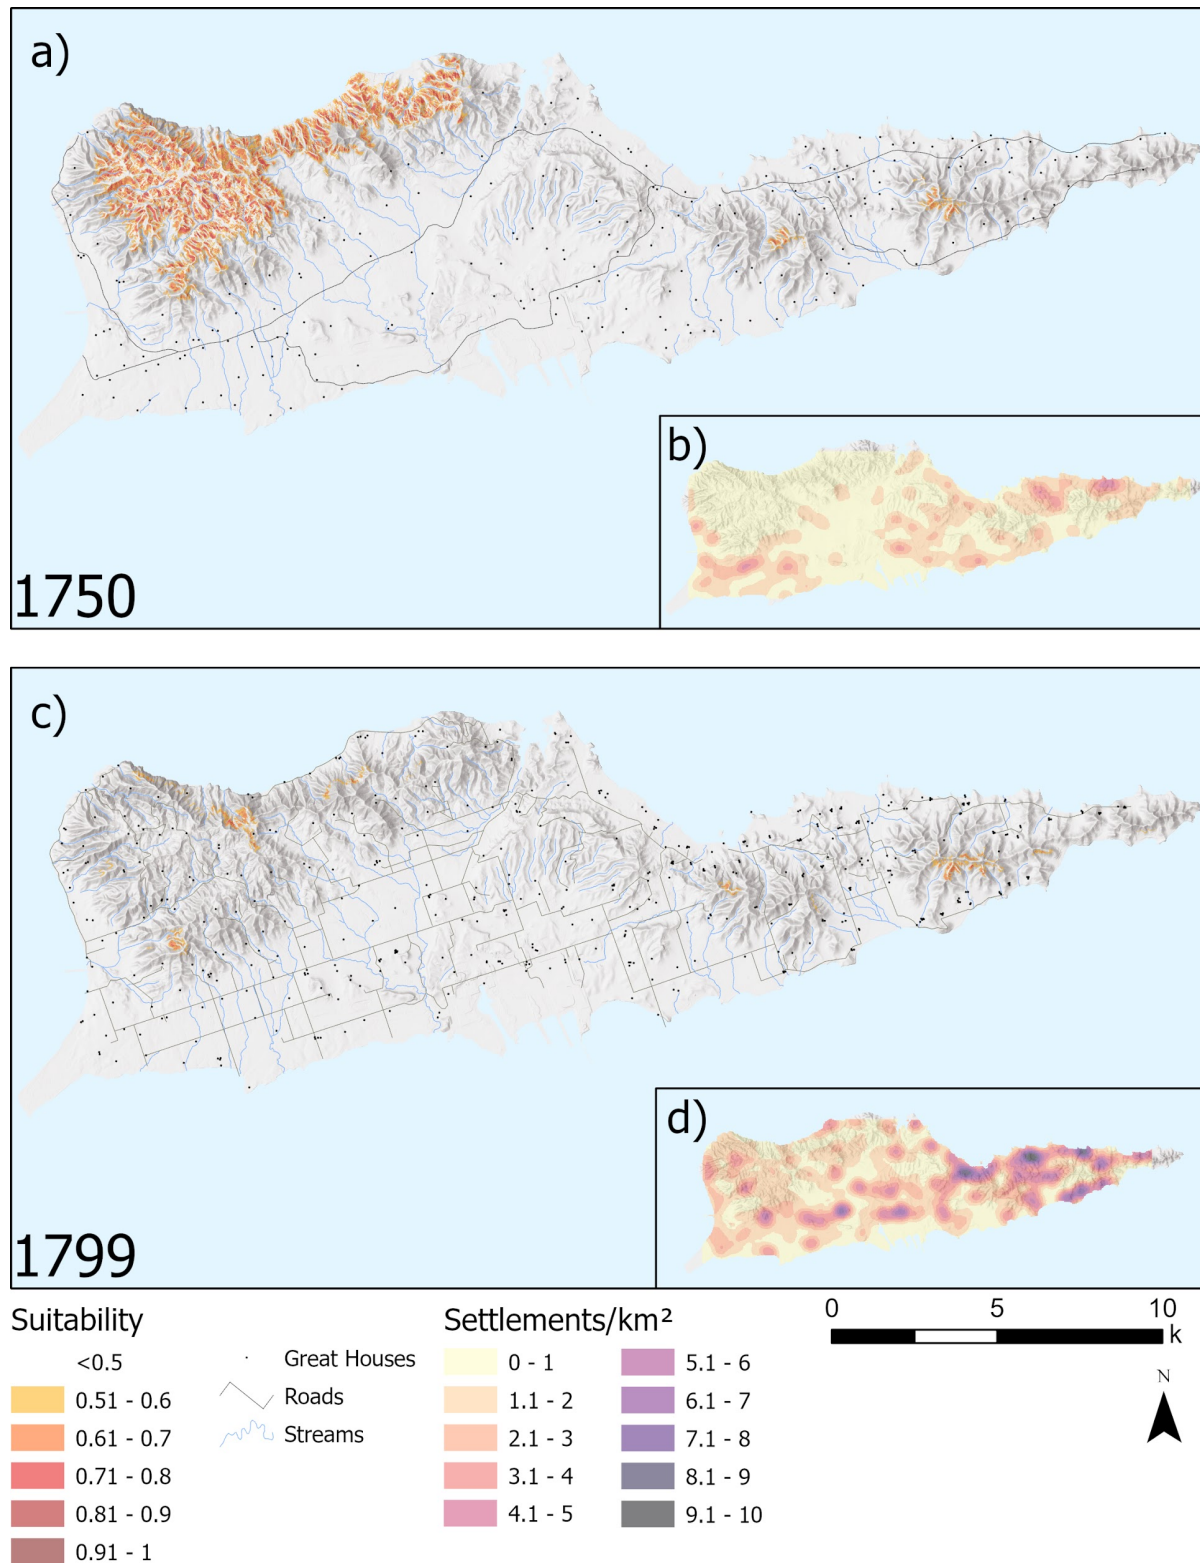 a)
b)
1750
c)
d)
1799
Suitability
<0.5
0.51 - 0.6
0.61 - 0.7
0.71 - 0.8
0.81 - 0.9
0.91 - 1
Great Houses
Roads
Streams
Settlements/km²
0 - 1
1.1 - 2
2.1 - 3
3.1 - 4
4.1 - 5
5.1 - 6
6.1 - 7
7.1 - 8
8.1 - 9
9.1 - 10
0 5 10
k
N